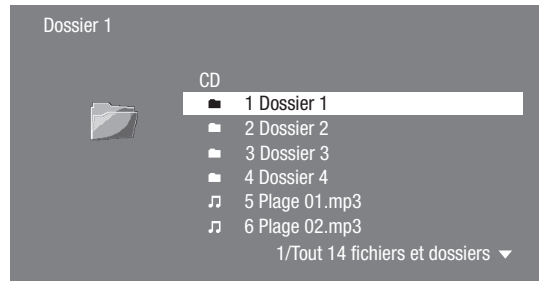 Dossier 1
CD
1 Dossier 1
2 Dossier 2
3 Dossier 3
4 Dossier 4
5 Plage 01.mp3
6 Plage 02.mp3
1/Tout 14 fichiers et dossiers